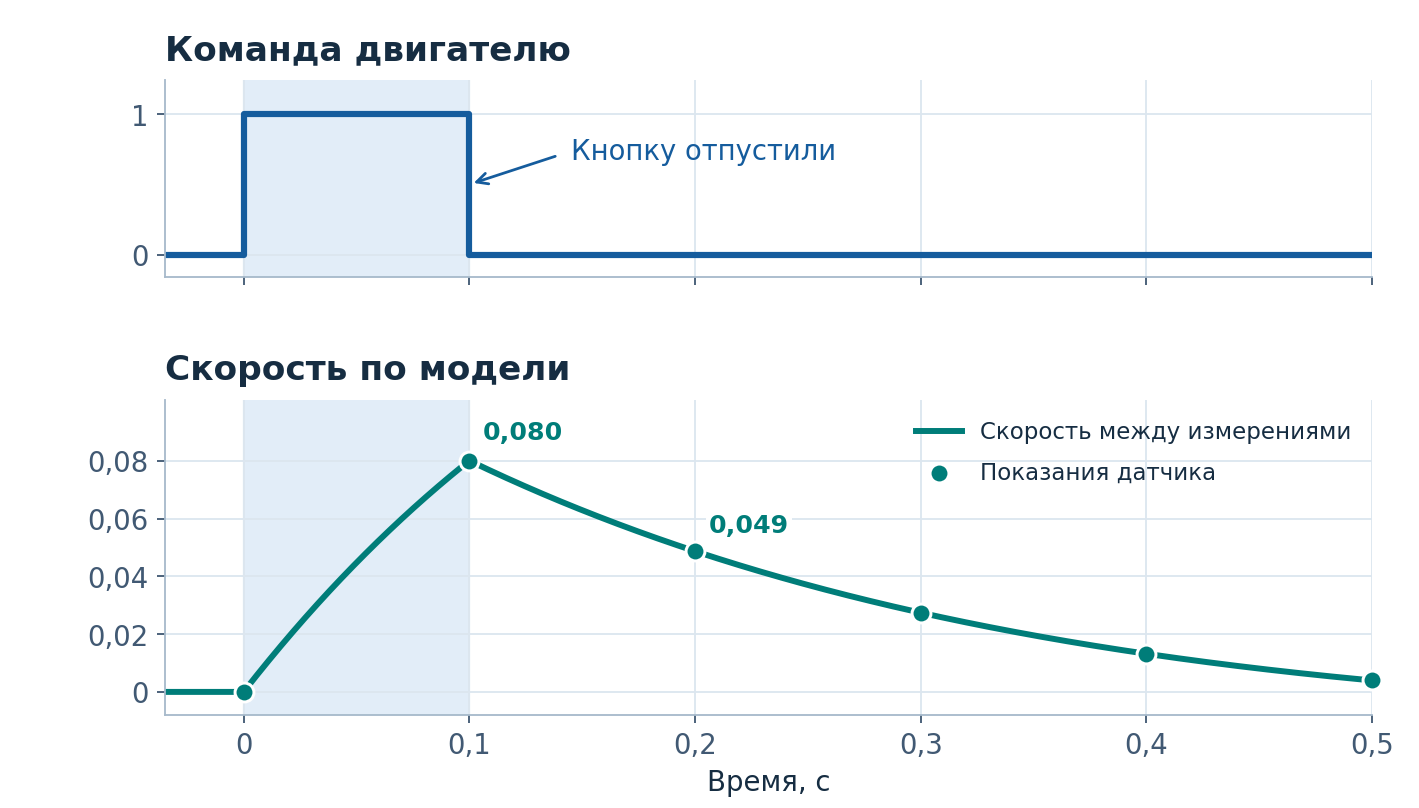 Команда двигателю
1
Кнопку отпустили
0
Скорость по модели
0,080
Скорость между измерениями
0,08
Показания датчика
0,06
0,049
0,04
0,02
0
0 0,1 0,2 0,3 0,4 0,5
Время, с